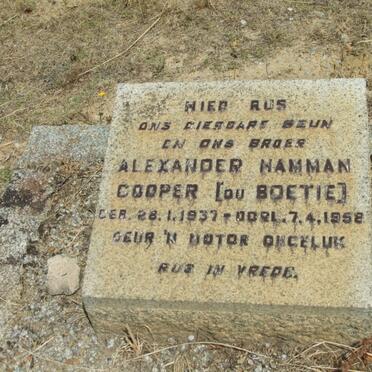 HIER RUS
ONS DIERBARE SEUN
EN ONS BROER
ALEXANDER HAMMAN
COOPER [OU BOETIE]
GEB. 28.1.1937 - OORL. 7.4.1958
DEUR 'N MOTOR ONGELUK
RUS IN VREDE.